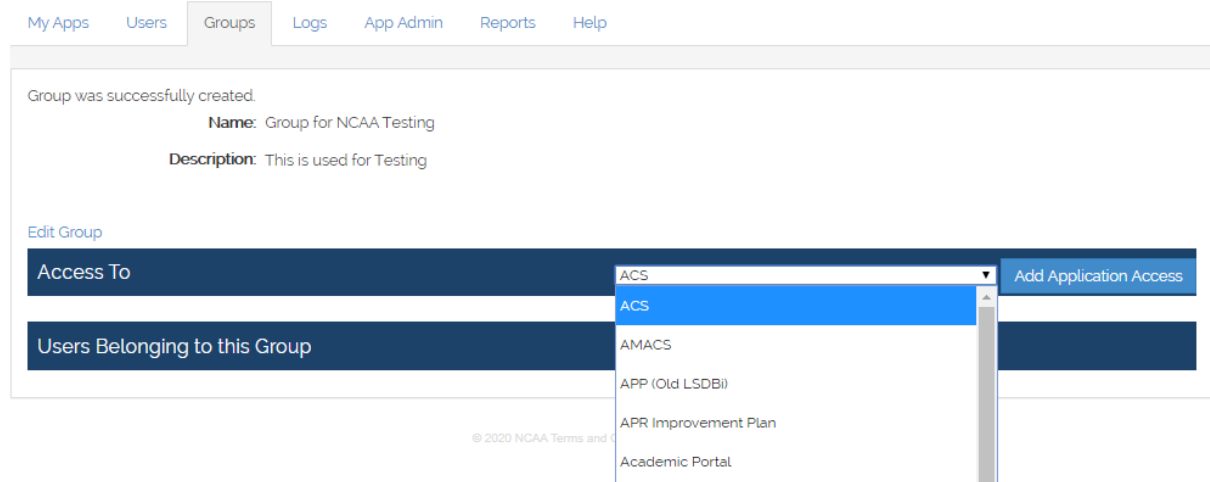 My Apps Users Groups Logs App Admin Reports Help
Group was successfully created.
Name: Group for NCAA Testing
Description: This is used for Testing
Edit Group
Access To
ACS
Add Application Access
ACS
AMACS
APP (Old LSDBi)
APR Improvement Plan
Academic Portal
Users Belonging to this Group
© 2020 NCAA Terms and